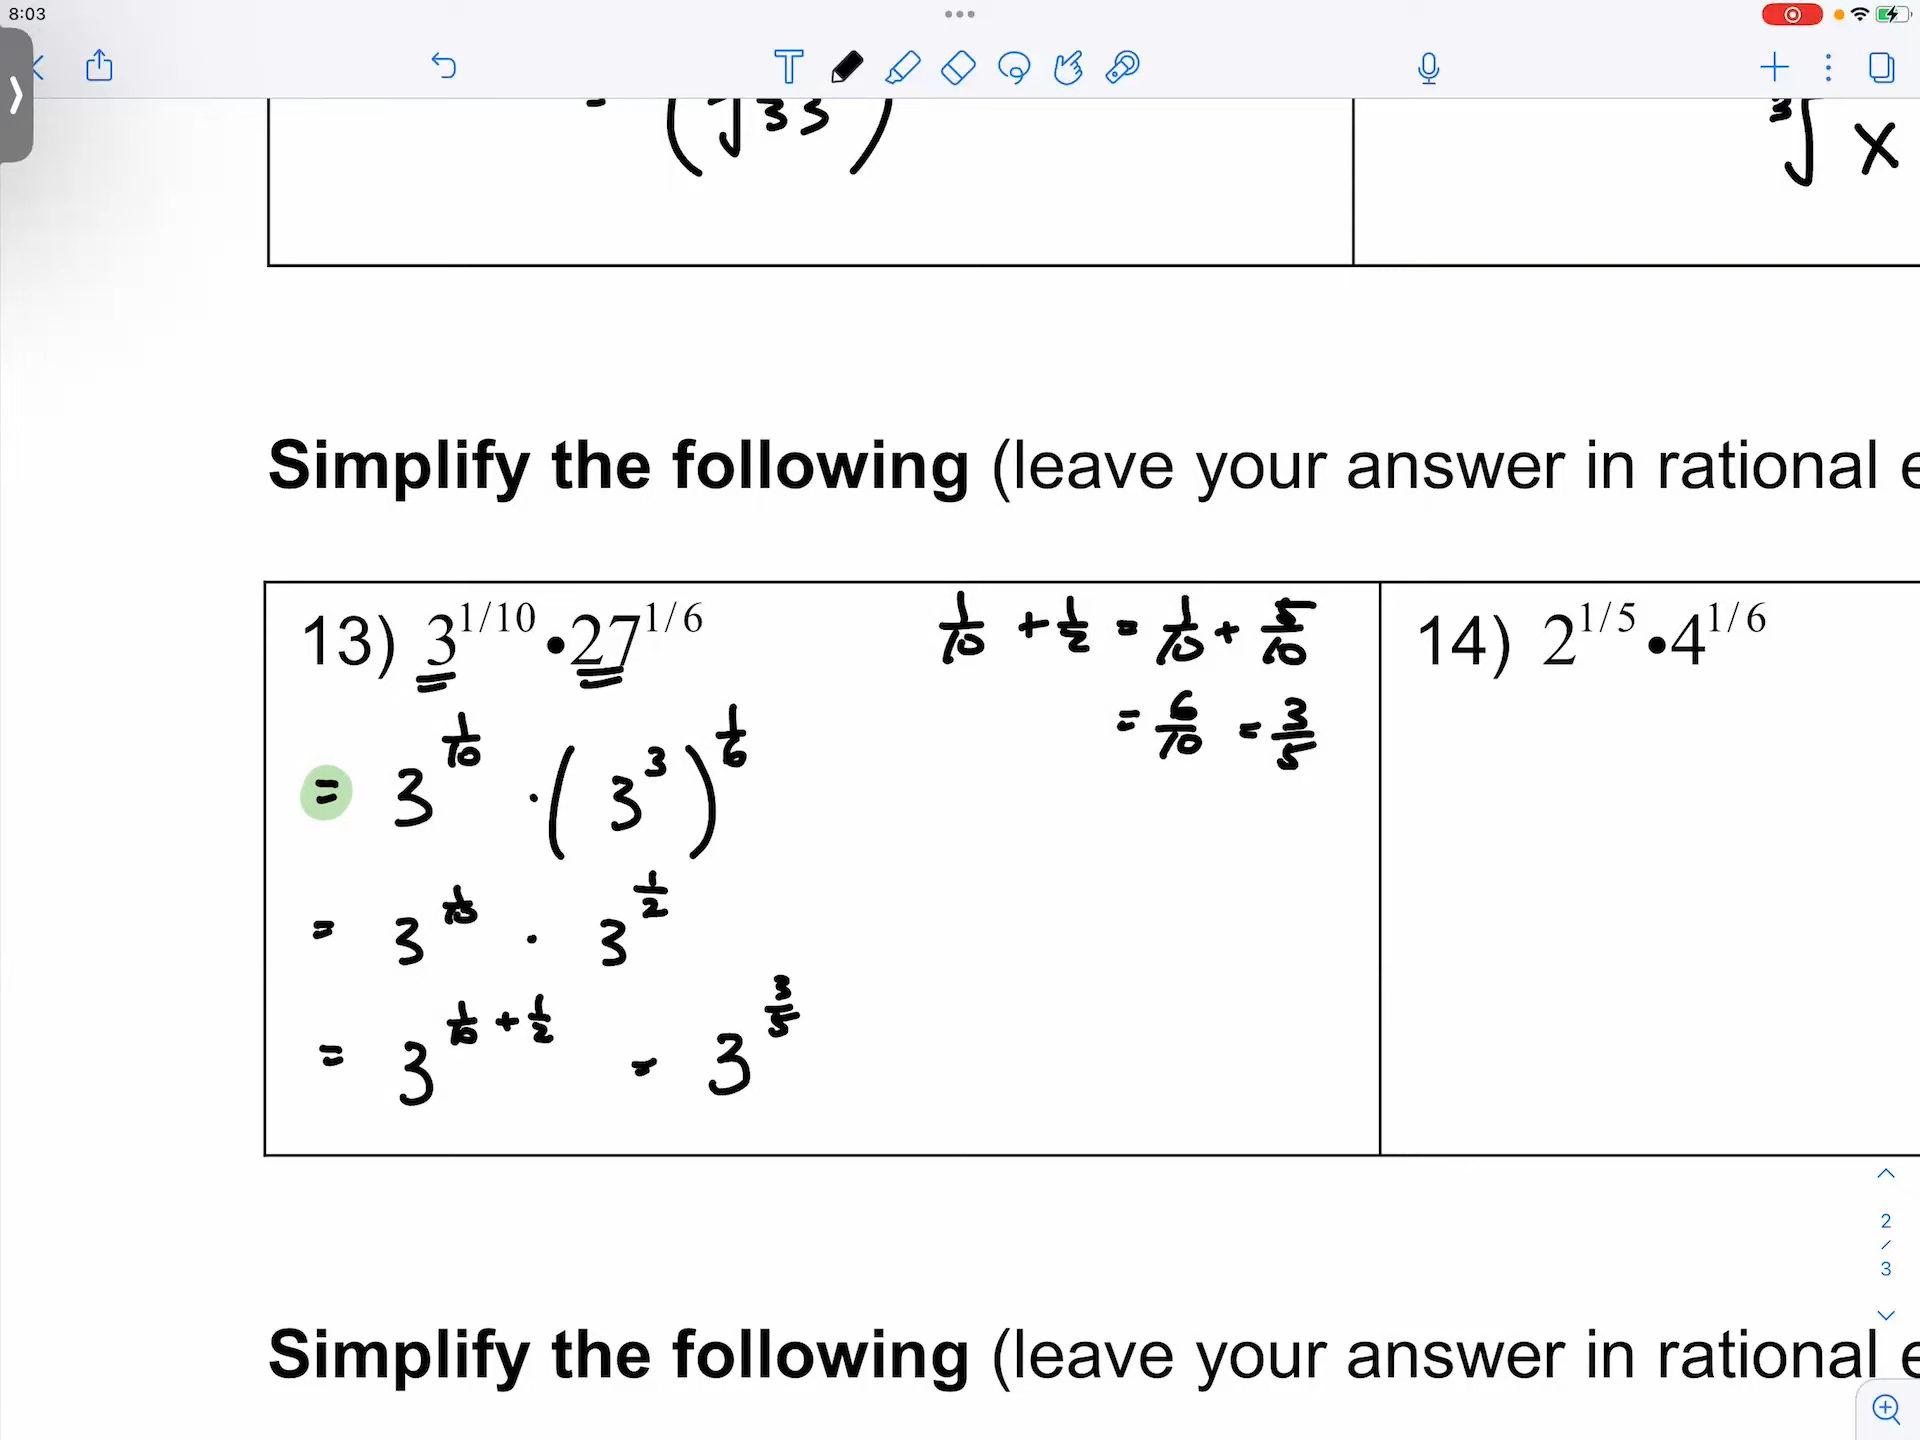 8:03
= (√33)
3√x
Simplify the following (leave your answer in rational e
13) 3^{1/10} • 27^{1/6}
1/10 + 1/2 = 1/10 + 5/10
= 6/10 = 3/5
= 3^{1/10} · (3^3)^{1/6}
= 3^{1/10} · 3^{1/2}
= 3^{1/10 + 1/2} = 3^{3/5}
14) 2^{1/5} • 4^{1/6}
2
/
3
Simplify the following (leave your answer in rational e